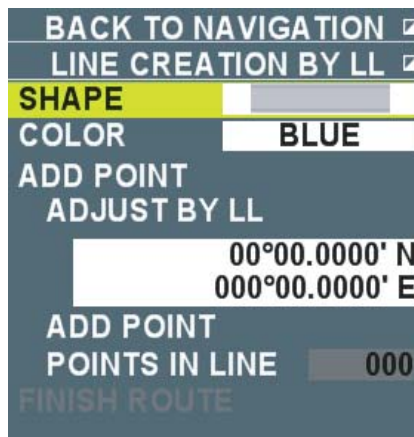 BACK TO NAVIGATION
LINE CREATION BY LL
SHAPE
COLOR BLUE
ADD POINT
ADJUST BY LL
00°00.0000' N
000°00.0000' E
ADD POINT
POINTS IN LINE 000
FINISH ROUTE